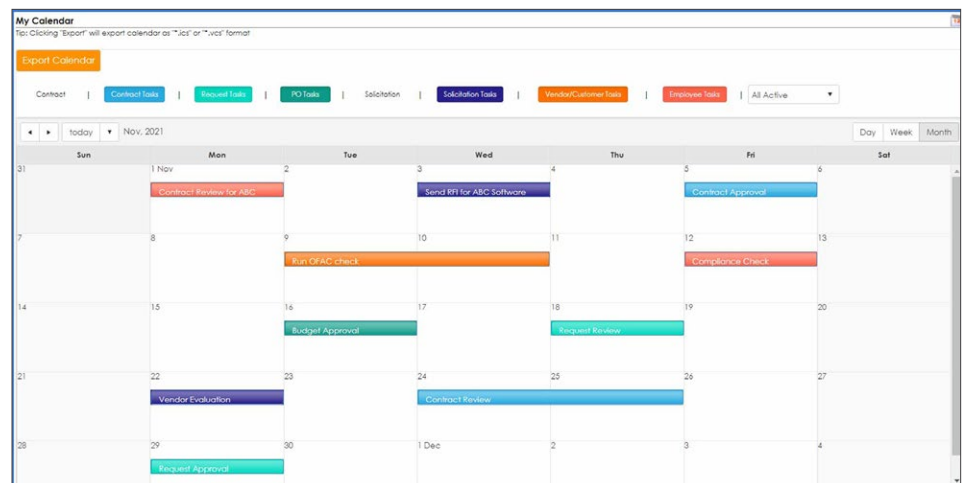 My Calendar
Tip: Clicking "Export" will export calendar as "*.ics" or "*.vcs" format
Export Calendar
Contract | Contract Tasks | Request Tasks | PO Tasks | Solicitation | Solicitation Tasks | Vendor/Customer Tasks | Employee Tasks | All Active
today Nov, 2021 Day Week Month
Sun Mon Tue Wed Thu Fri Sat
31 1 Nov 2 3 4 5 6
Contract Review for ABC Send RFI for ABC Software Contract Approval
7 8 9 10 11 12 13
Run OFAC check Compliance Check
14 15 16 17 18 19 20
Budget Approval Request Review
21 22 23 24 25 26 27
Vendor Evaluation Contract Review
28 29 30 1 Dec 2 3 4
Request Approval